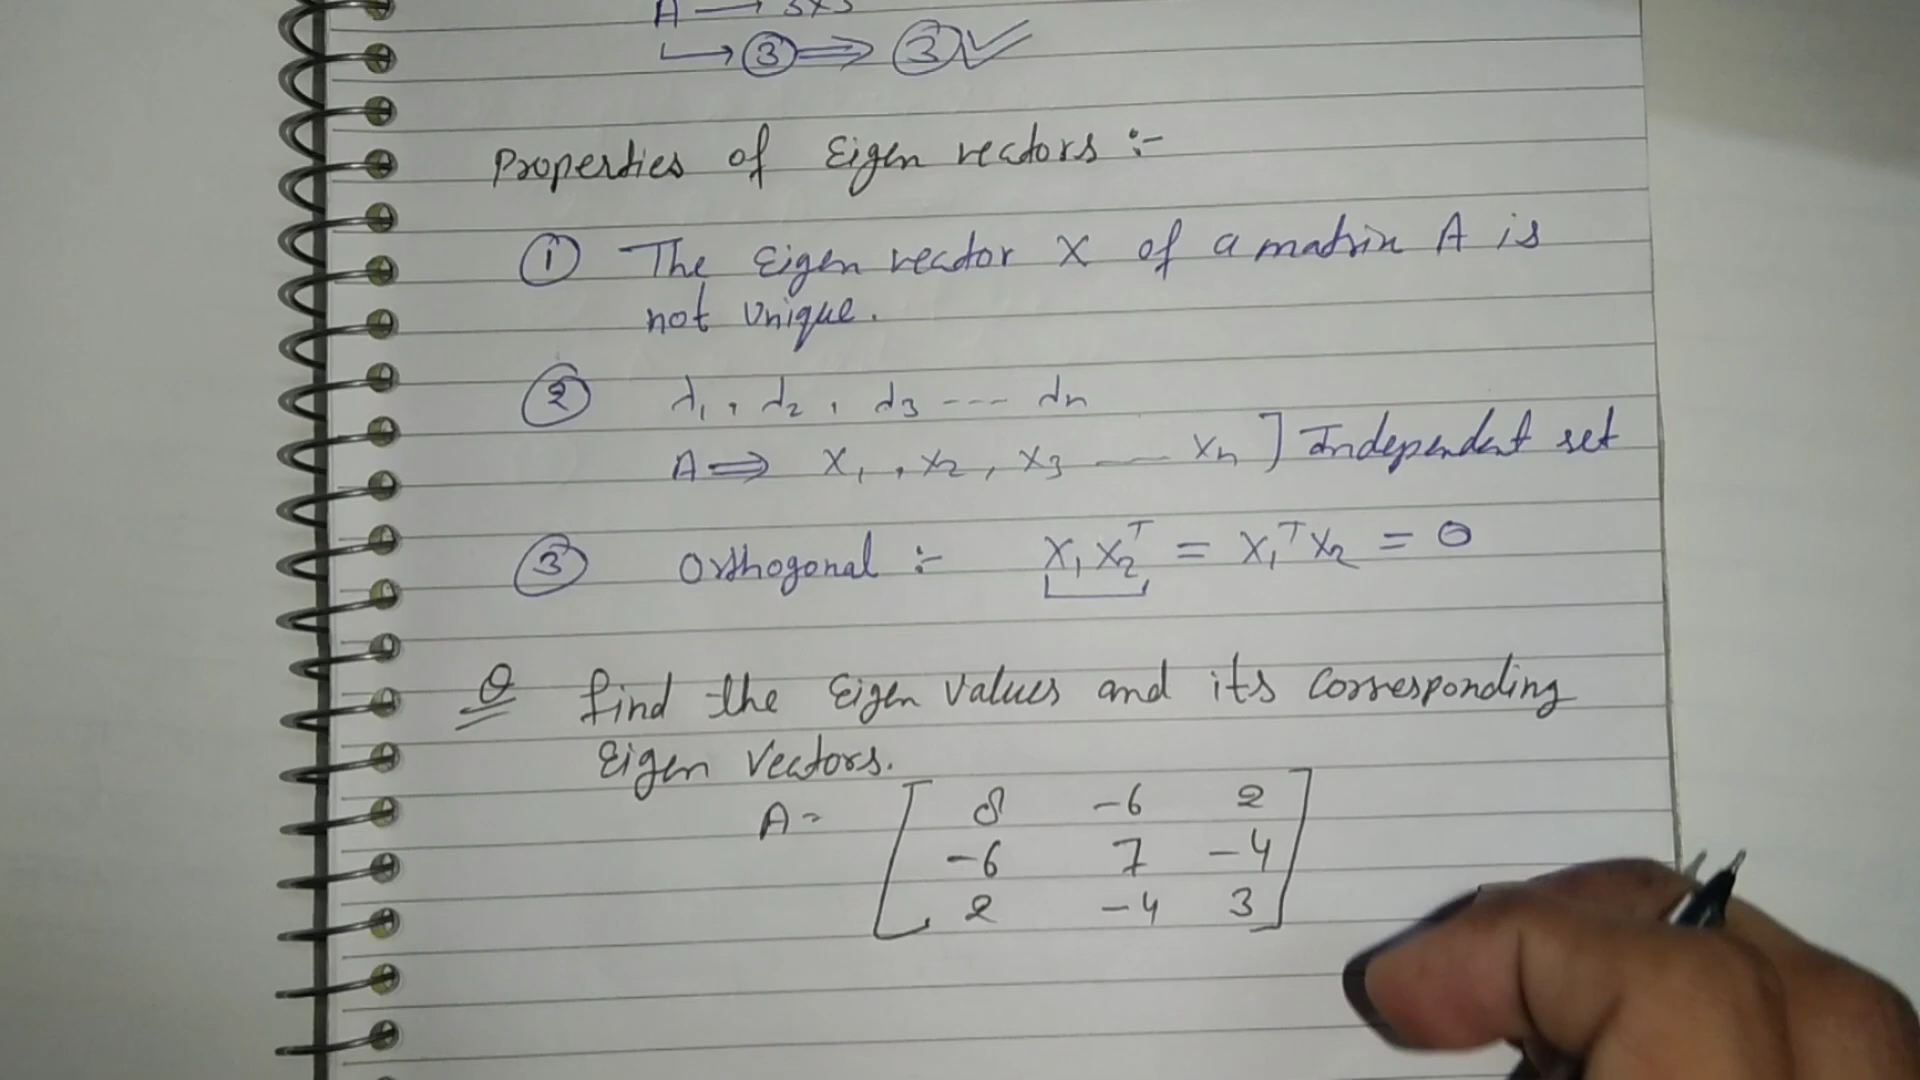 A → 3x3
↳ ③ ⇒ ③ ✓
Properties of Eigen vectors :-
① The Eigen vector X of a matrix A is
not unique.
② λ₁, λ₂, λ₃ --- λn
A ⇒ X₁, X₂, X₃ — Xn ] Independent set
③ Orthogonal :- X₁X₂ᵀ = X₁ᵀX₂ = 0
Q find the Eigen values and its corresponding
Eigen Vectors.
A = [ 8 -6 2
-6 7 -4
2 -4 3 ]